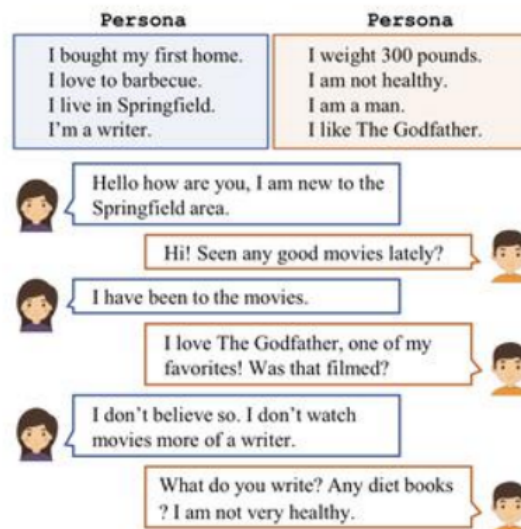 Persona
Persona
I bought my first home.
I love to barbecue.
I live in Springfield.
I'm a writer.
I weight 300 pounds.
I am not healthy.
I am a man.
I like The Godfather.
Hello how are you, I am new to the
Springfield area.
Hi! Seen any good movies lately?
I have been to the movies.
I love The Godfather, one of my
favorites! Was that filmed?
I don't believe so. I don't watch
movies more of a writer.
What do you write? Any diet books
? I am not very healthy.